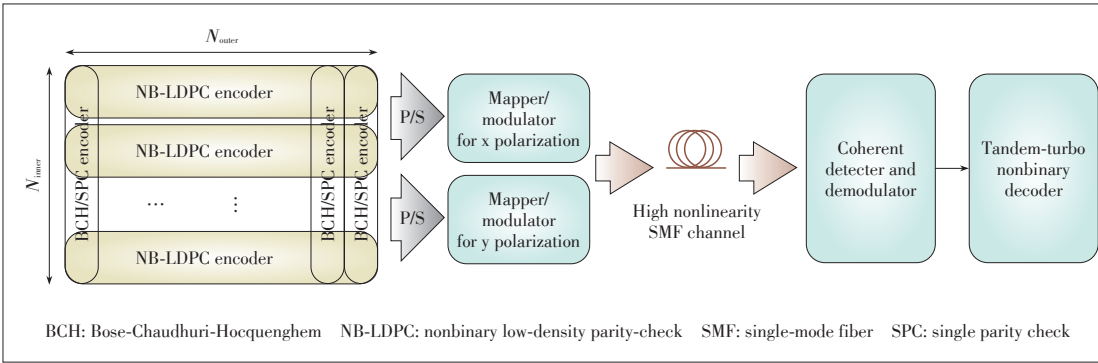 N outer
N inner
NB-LDPC encoder
NB-LDPC encoder
... ⋮
NB-LDPC encoder
BCH/SPC encoder
BCH/SPC encoder
BCH/SPC encoder
P/S
P/S
Mapper/
modulator
for x polarization
Mapper/
modulator
for y polarization
High nonlinearity
SMF channel
Coherent
detecter and
demodulator
Tandem-turbo
nonbinary
decoder
BCH: Bose-Chaudhuri-Hocquenghem NB-LDPC: nonbinary low-density parity-check SMF: single-mode fiber SPC: single parity check